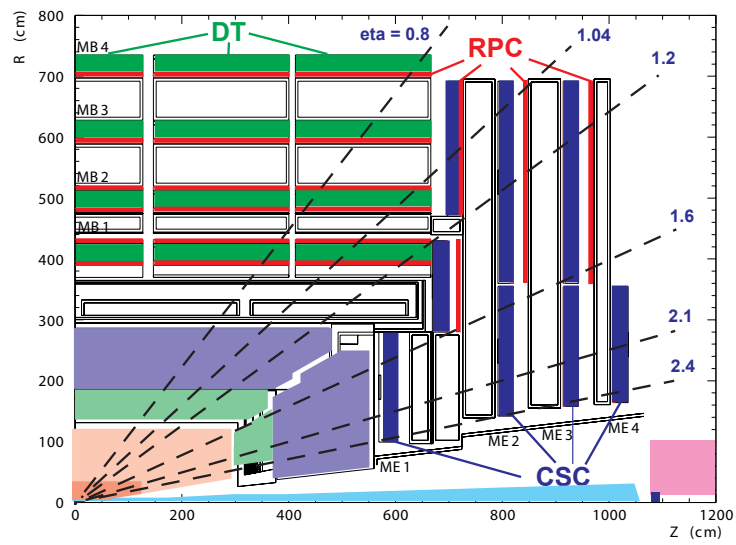 R (cm)
800
700
600
500
400
300
200
100
0
MB 4
DT
eta = 0.8
RPC
1.04
1.2
MB 3
MB 2
MB 1
1.6
2.1
2.4
ME 1
ME 2
ME 3
ME 4
CSC
0
200
400
600
800
1000
1200
Z (cm)